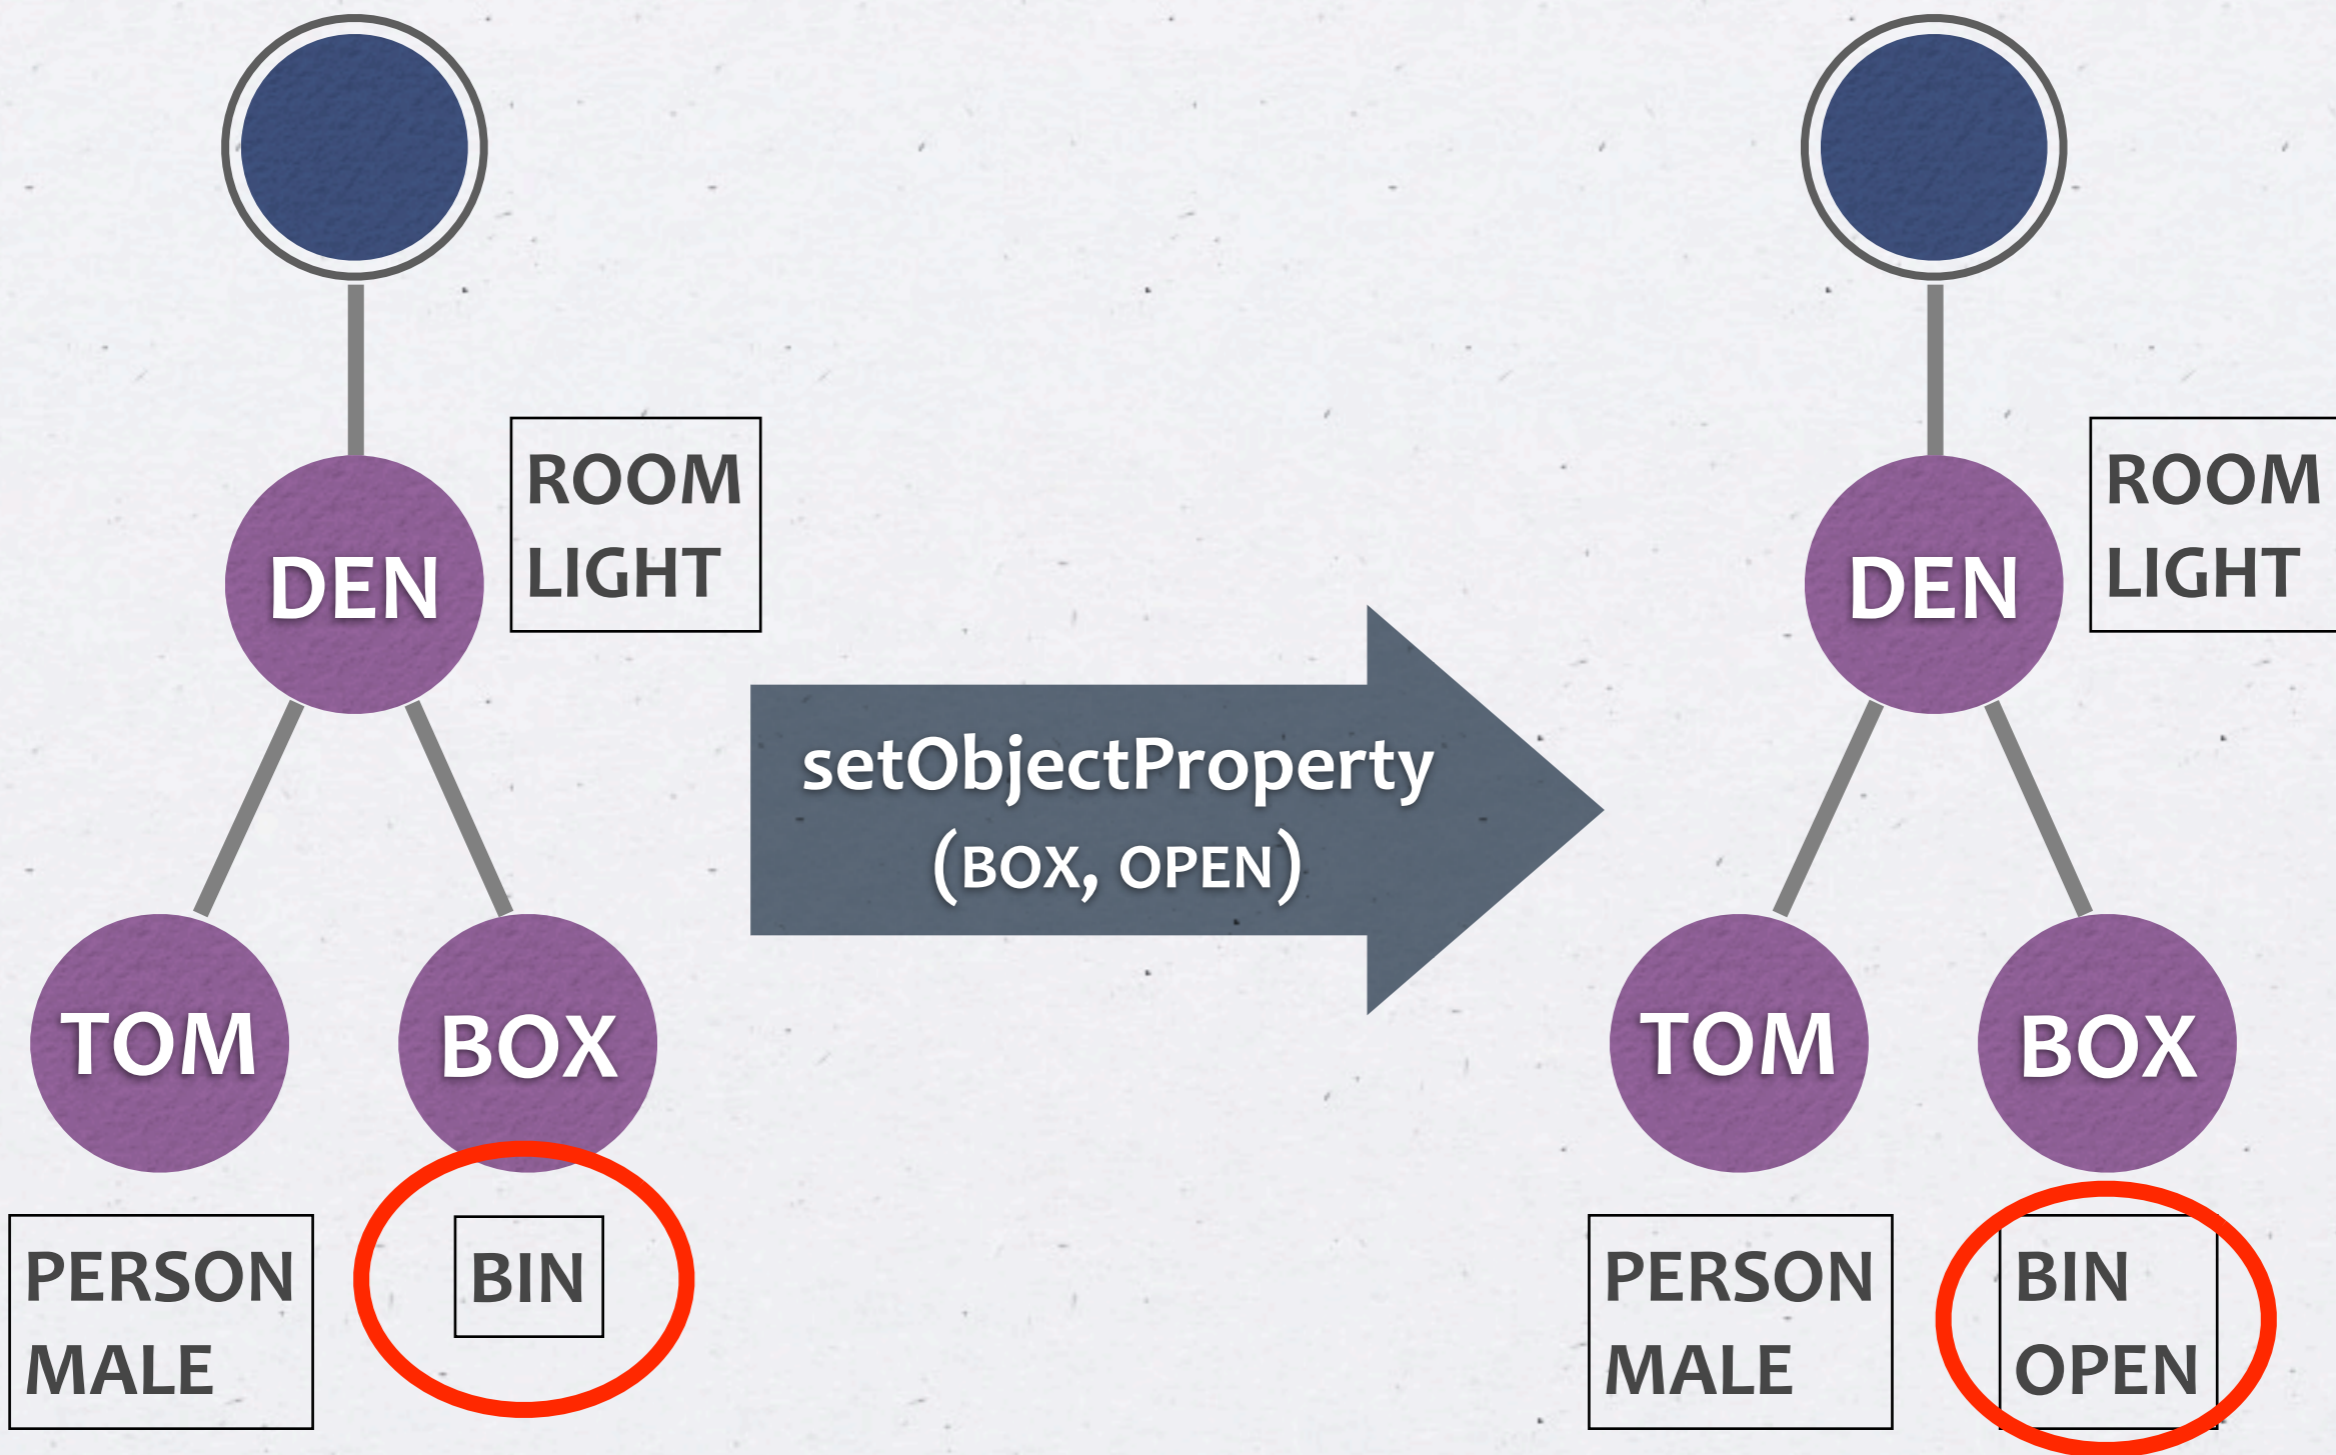 ROOM
LIGHT
DEN
TOM
BOX
PERSON
MALE
BIN
setObjectProperty
(BOX, OPEN)
ROOM
LIGHT
DEN
TOM
BOX
PERSON
MALE
BIN
OPEN